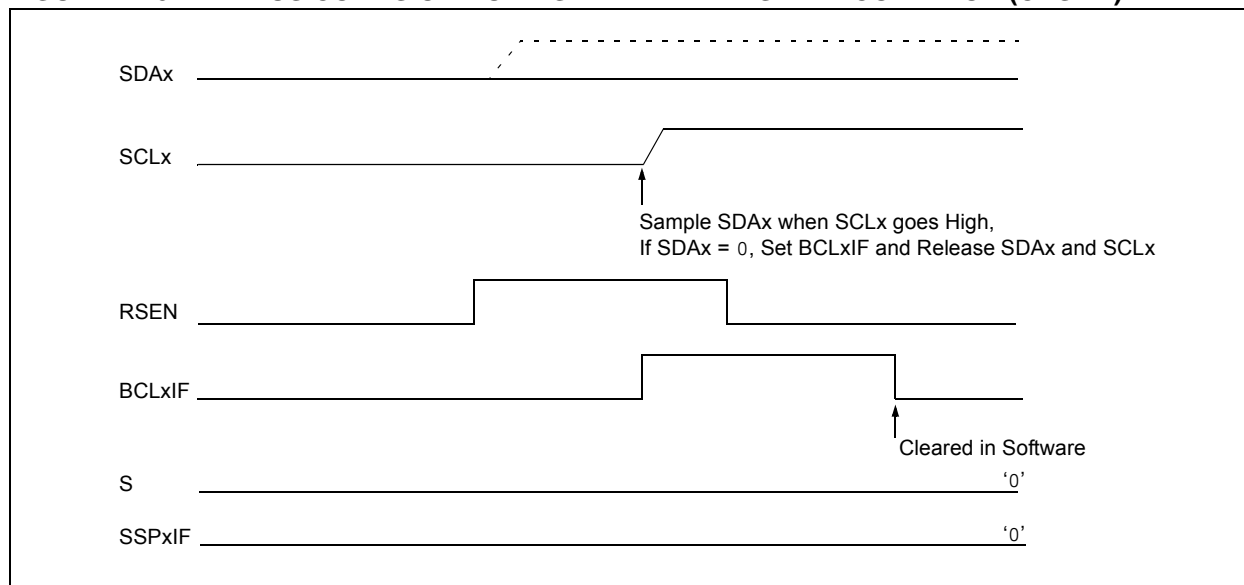 SDAx
SCLx
Sample SDAx when SCLx goes High,
If SDAx = 0, Set BCLxIF and Release SDAx and SCLx
RSEN
BCLxIF
Cleared in Software
S
‘0’
SSPxIF
‘0’